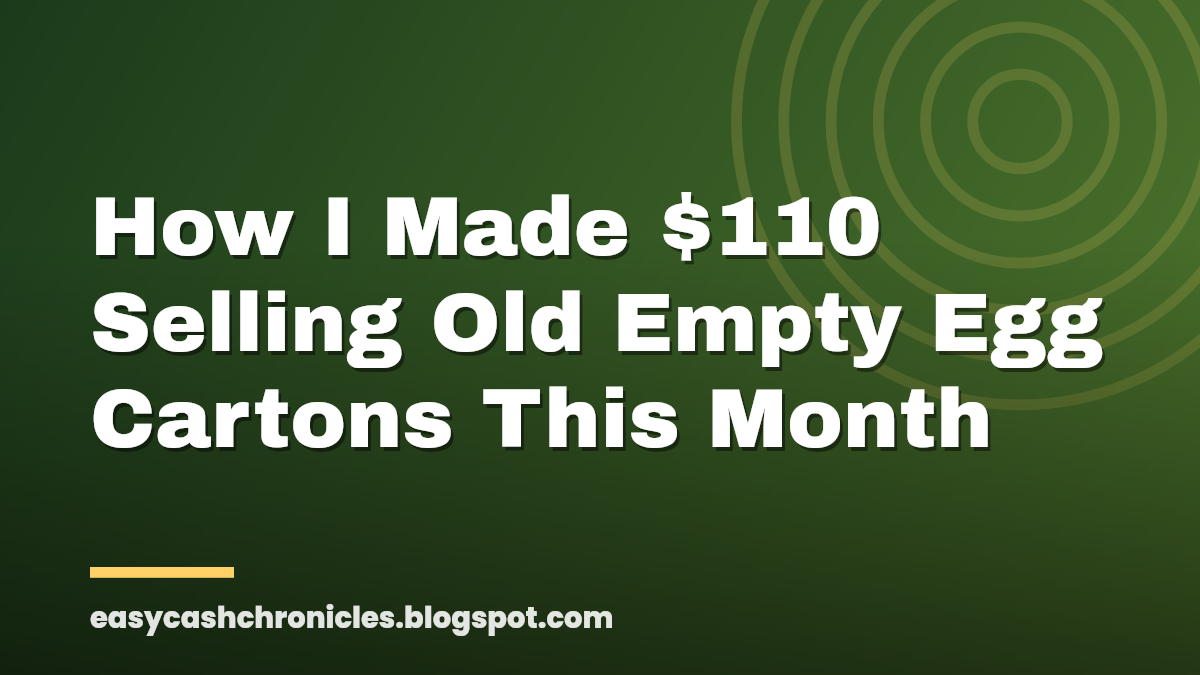 How I Made $110
Selling Old Empty Egg
Cartons This Month
easycashchronicles.blogspot.com